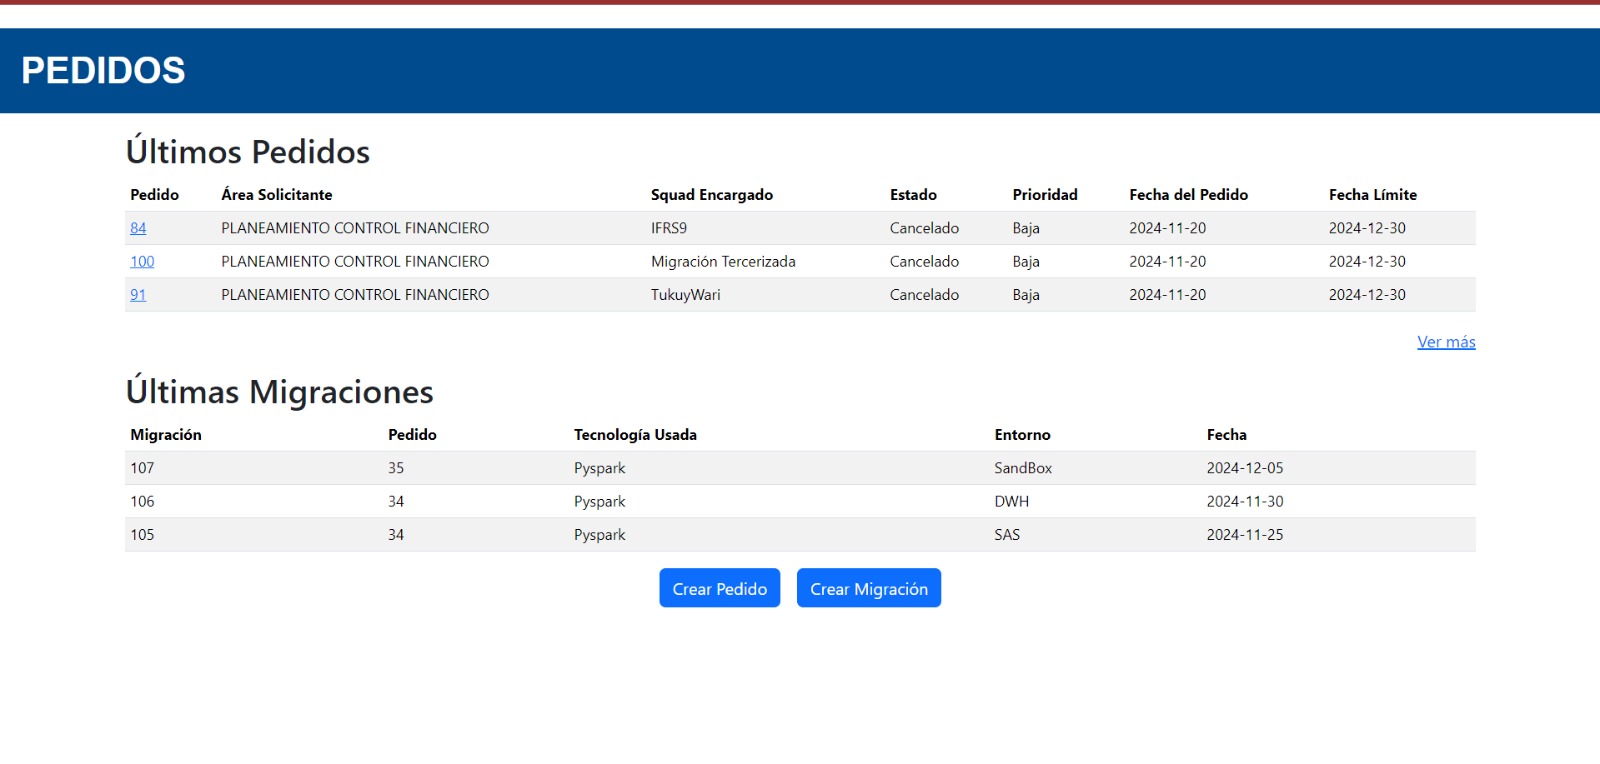 PEDIDOS
Últimos Pedidos
Pedido Área Solicitante Squad Encargado Estado Prioridad Fecha del Pedido Fecha Límite
84 PLANEAMIENTO CONTROL FINANCIERO IFRS9 Cancelado Baja 2024-11-20 2024-12-30
100 PLANEAMIENTO CONTROL FINANCIERO Migración Tercerizada Cancelado Baja 2024-11-20 2024-12-30
91 PLANEAMIENTO CONTROL FINANCIERO TukuyWari Cancelado Baja 2024-11-20 2024-12-30
Ver más
Últimas Migraciones
Migración Pedido Tecnología Usada Entorno Fecha
107 35 Pyspark SandBox 2024-12-05
106 34 Pyspark DWH 2024-11-30
105 34 Pyspark SAS 2024-11-25
Crear Pedido Crear Migración